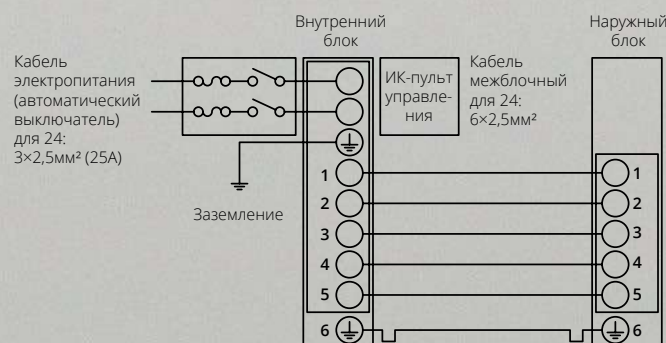 Внутренний
блок
Наружный
блок
Кабель
электропитания
(автоматический
выключатель)
для 24:
3×2,5мм² (25А)
ИК-пульт
управле-
ния
Кабель
межблочный
для 24:
6×2,5мм²
Заземление
1
2
3
4
5
6
1
2
3
4
5
6